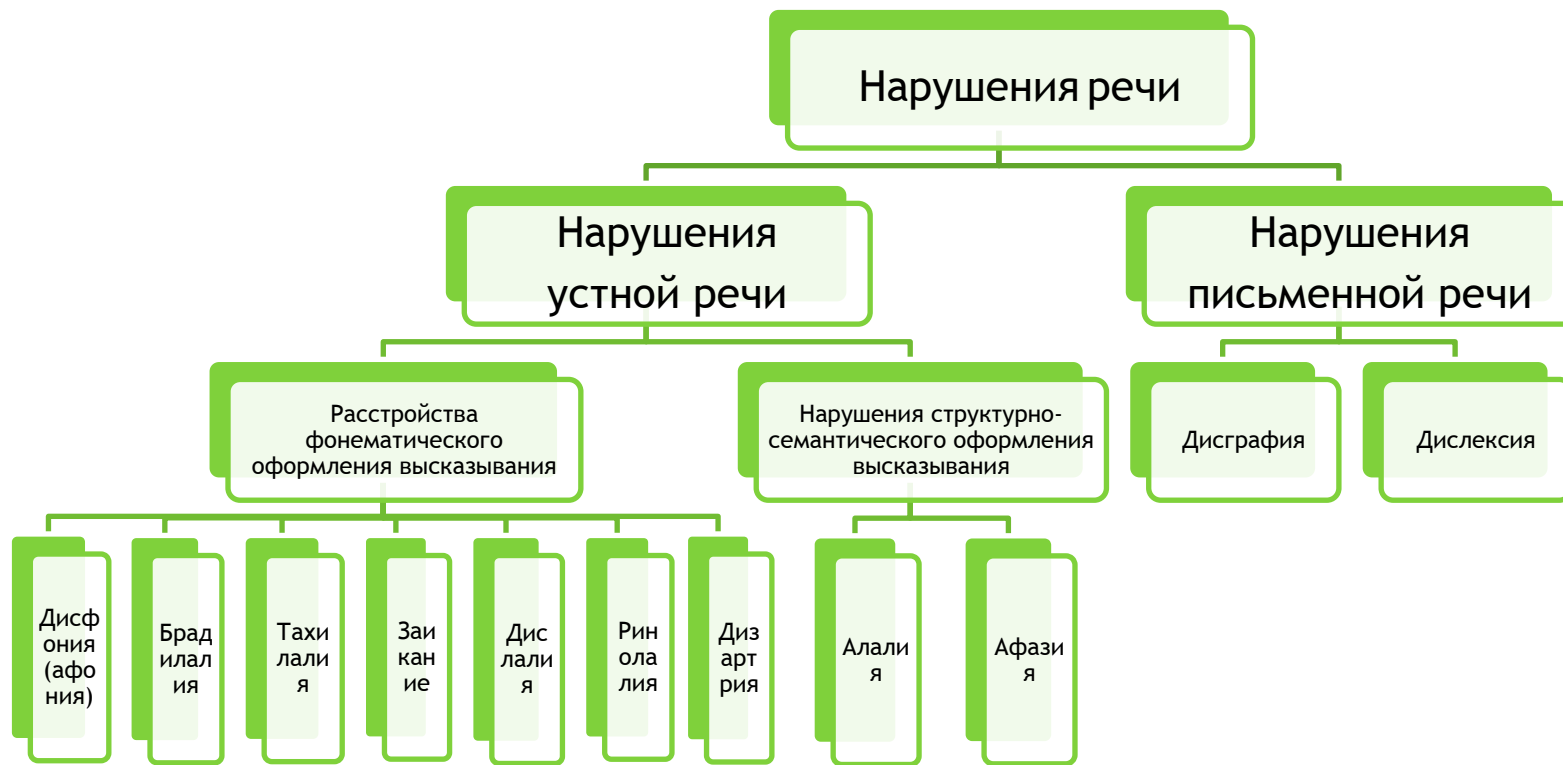 Нарушения речи
Нарушения
устной речи
Нарушения
письменной речи
Расстройства
фонематического
оформления высказывания
Нарушения структурно-
семантического оформления
высказывания
Дисграфия
Дислексия
Дисф
ония
(афо
ния)
Брад
илал
ия
Тахи
лали
я
Заи
кан
ие
Дис
лали
я
Рин
ола
лия
Диз
арт
рия
Алали
я
Афази
я